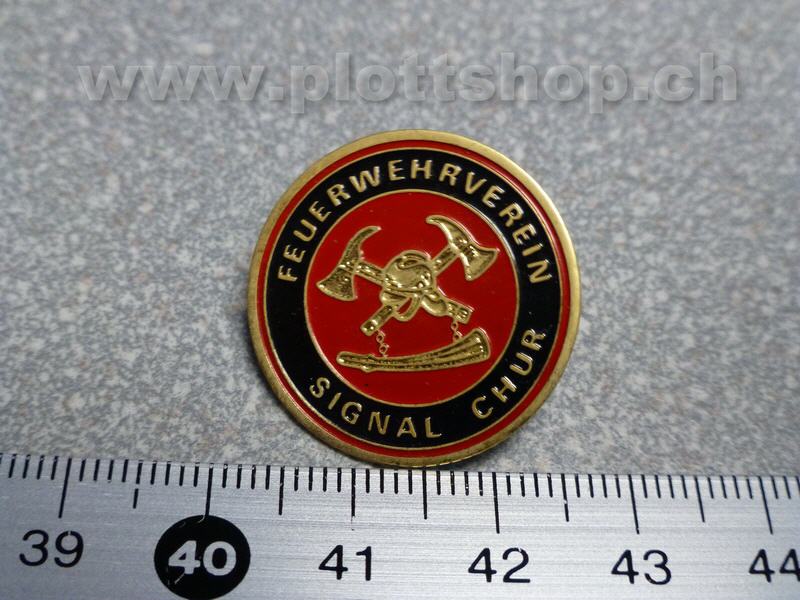 www.plottshop.ch
FEUERWEHRVEREIN
SIGNAL CHUR
39 40 41 42 43 44